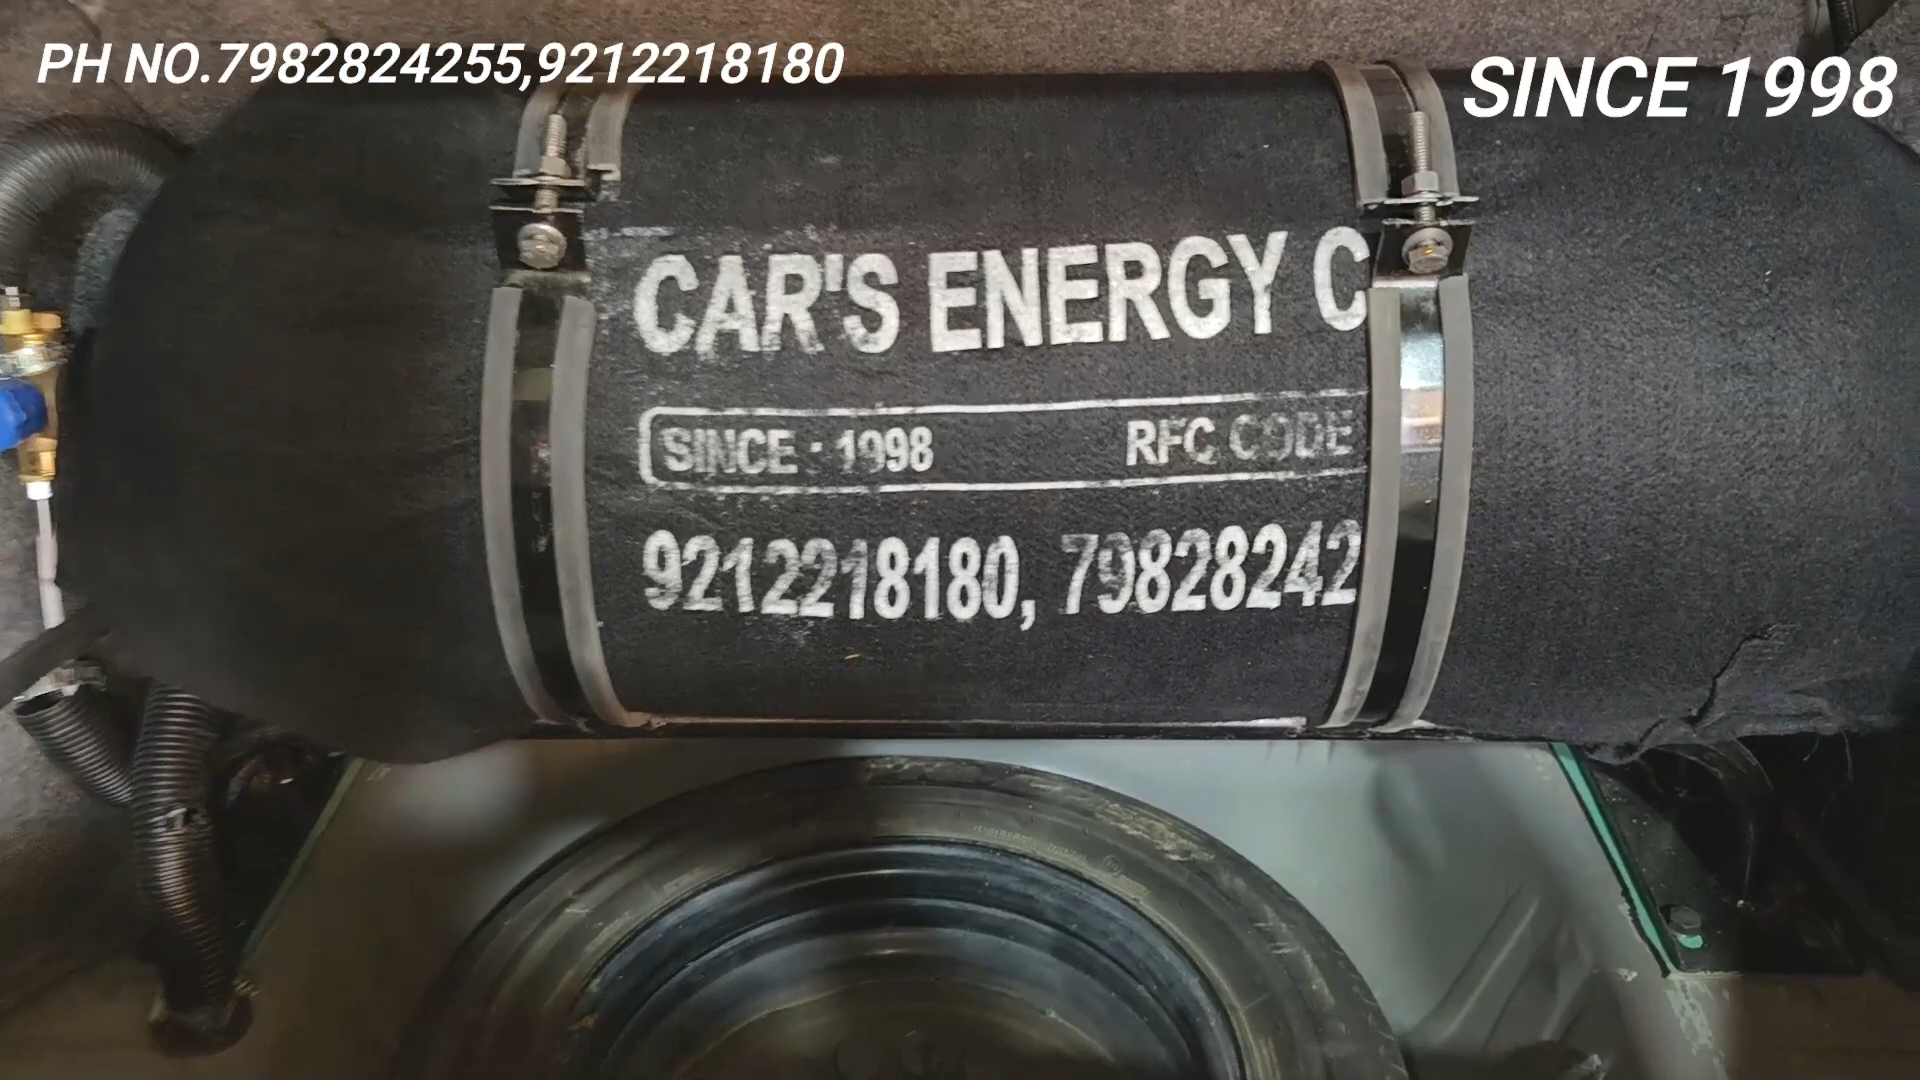 PH NO.7982824255,9212218180
SINCE 1998
CAR'S ENERGY C
SINCE : 1998 RFC CODE
9212218180, 79828242